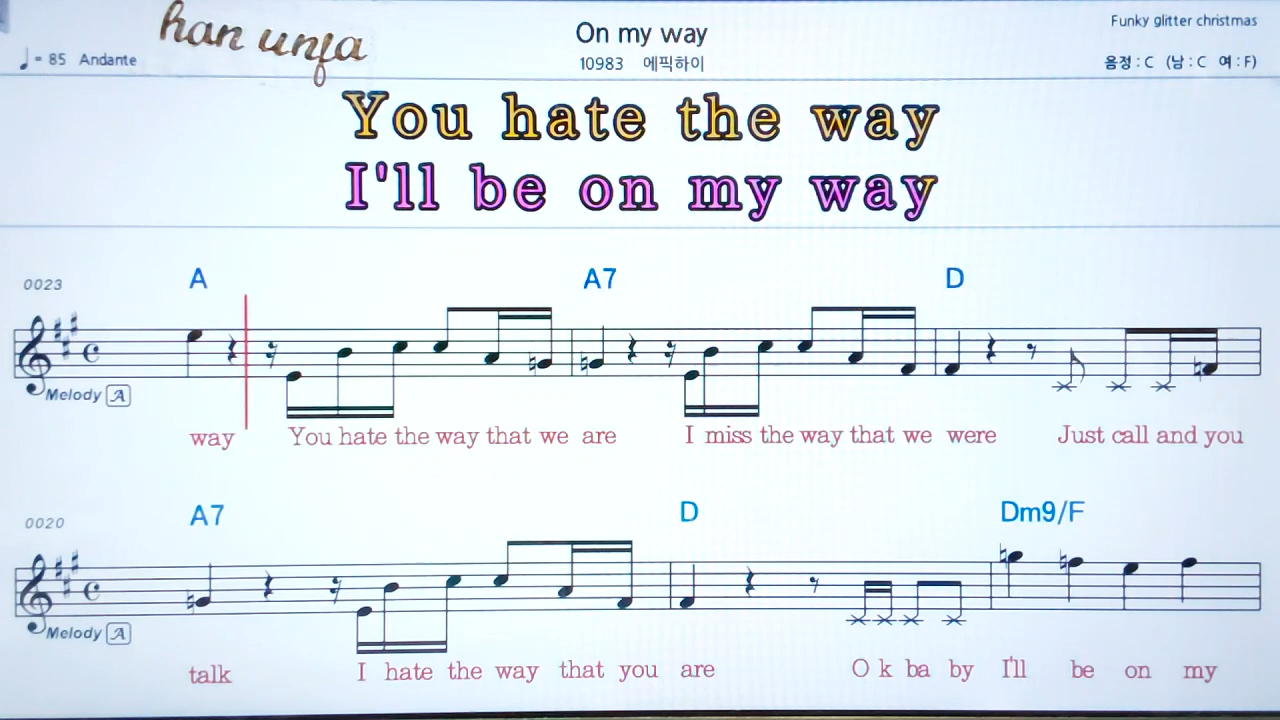 han unja
On my way
Funky glitter christmas
♩= 85 Andante
10983 에픽하이
음정 : C (남 : C 여 : F)
You hate the way
I'll be on my way
0023
A A7 D
Melody A
way You hate the way that we are I miss the way that we were Just call and you
0020
A7 D Dm9/F
Melody A
talk I hate the way that you are O k ba by I'll be on my